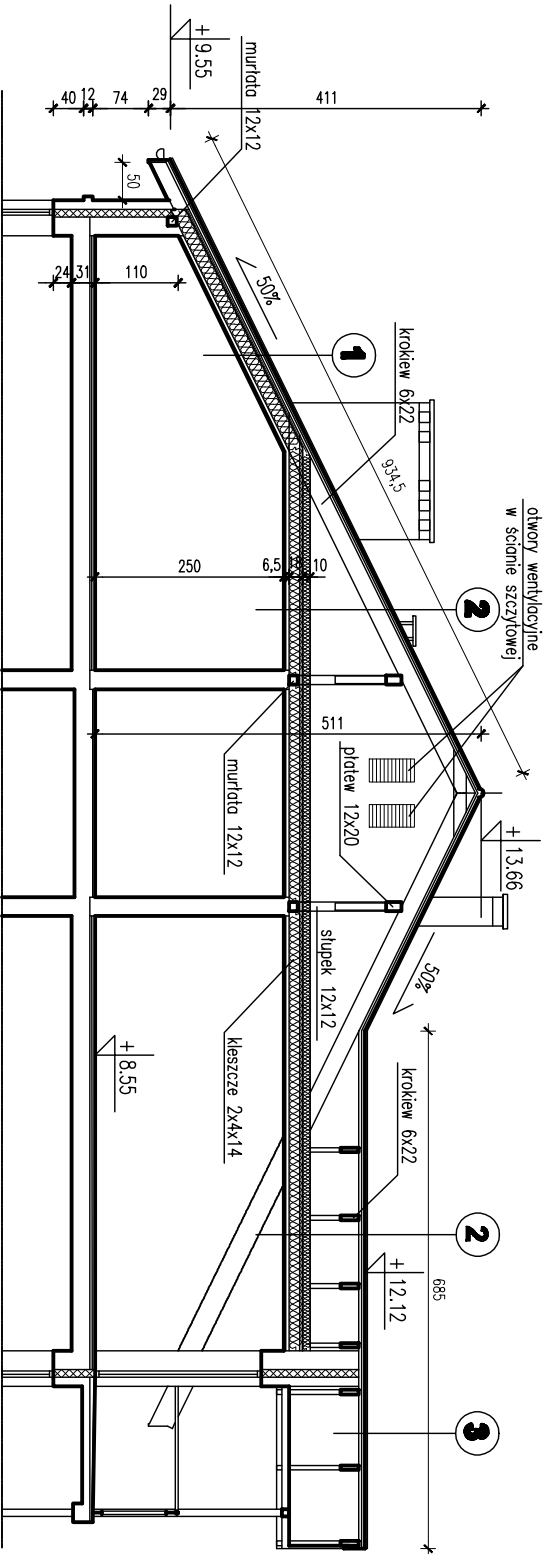 + 9.55
murłata 12x12
40
12
74
29
411
50
24
31
110
50%
1
krokiew 6x22
934,5
otwory wentylacyjne
w ścianie szczytowej
250
6,5
18
10
2
511
murłata 12x12
płatew 12x20
+ 13.66
słupek 12x12
50%
kleszcze 2x4x14
+ 8.55
krokiew 6x22
2
+ 12.12
685
3